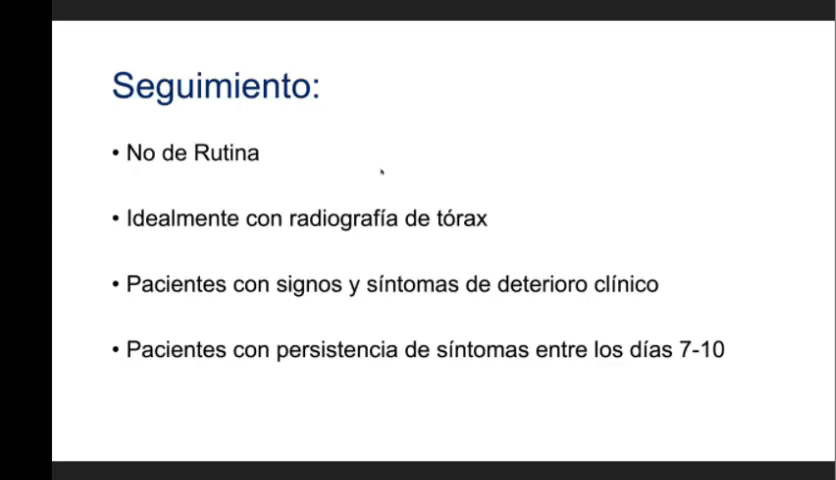 Seguimiento:
• No de Rutina
• Idealmente con radiografía de tórax
• Pacientes con signos y síntomas de deterioro clínico
• Pacientes con persistencia de síntomas entre los días 7-10